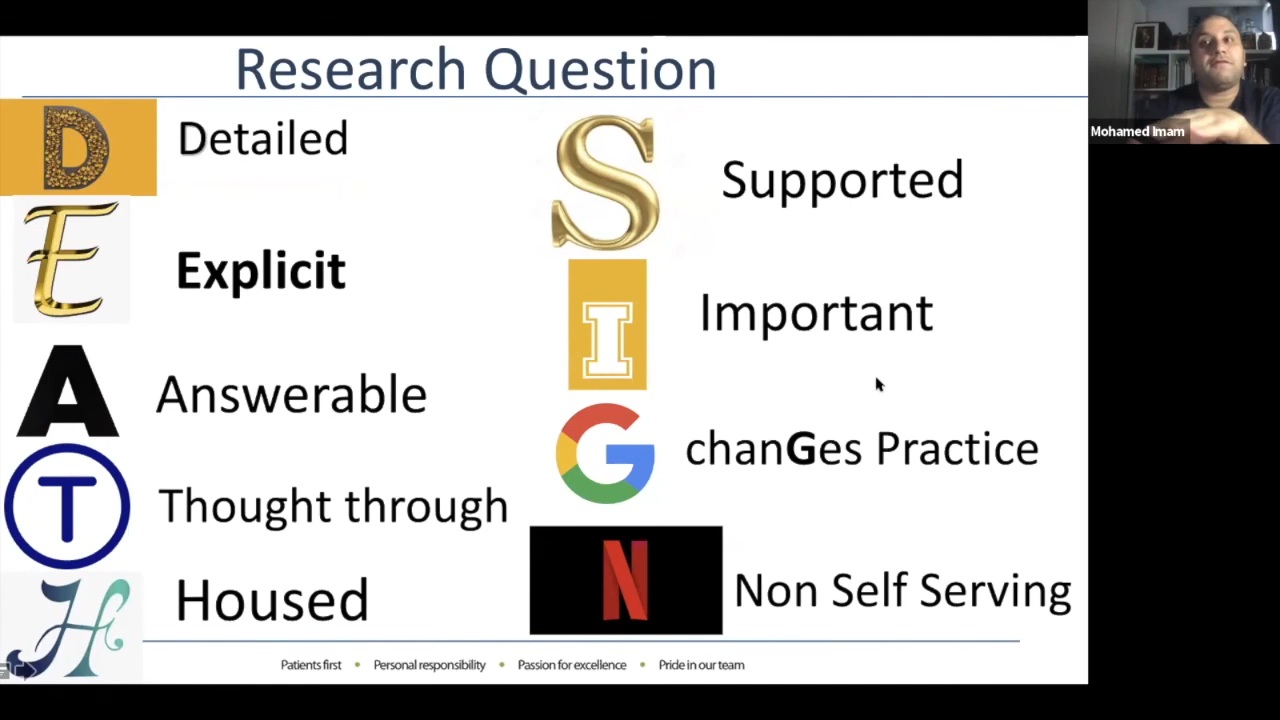 Research Question
D Detailed
E Explicit
A Answerable
T Thought through
H Housed
S Supported
I Important
G chanGes Practice
N Non Self Serving
Patients first • Personal responsibility • Passion for excellence • Pride in our team
Mohamed Imam